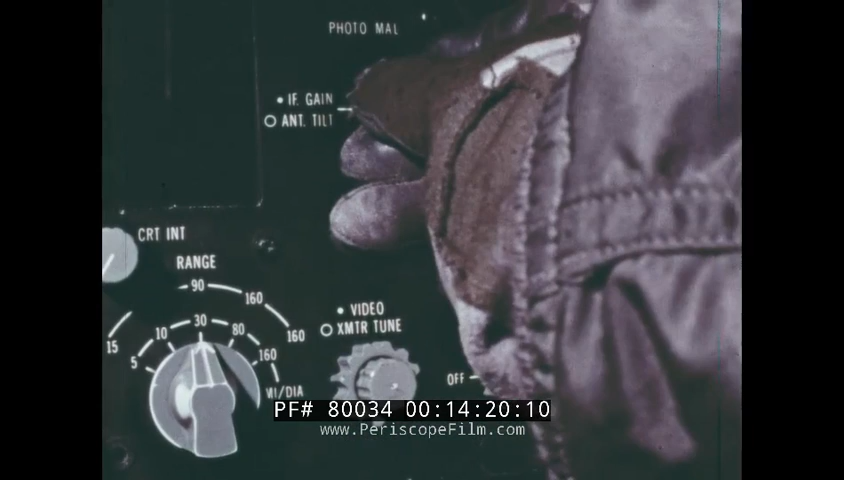 PHOTO MAL
• IF. GAIN
O ANT. TILT
CRT INT
RANGE
90
160
• VIDEO
30
O XMTR TUNE
10
80
160
15
5
160
OFF
MI/DIA
PF# 80034 00:14:20:10
www.PeriscopeFilm.com